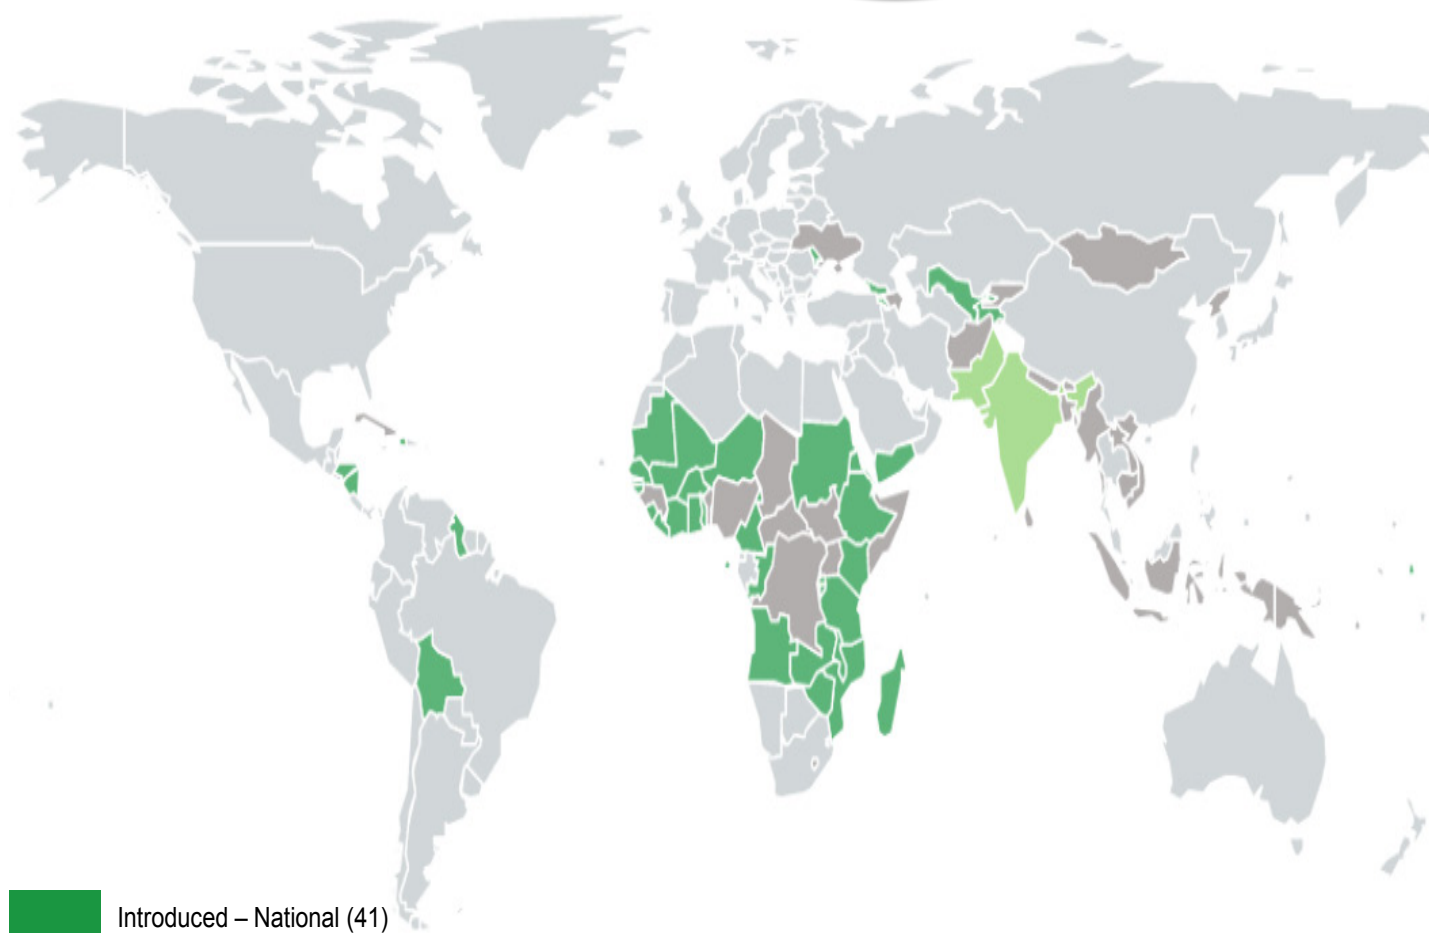 Introduced – National (41)